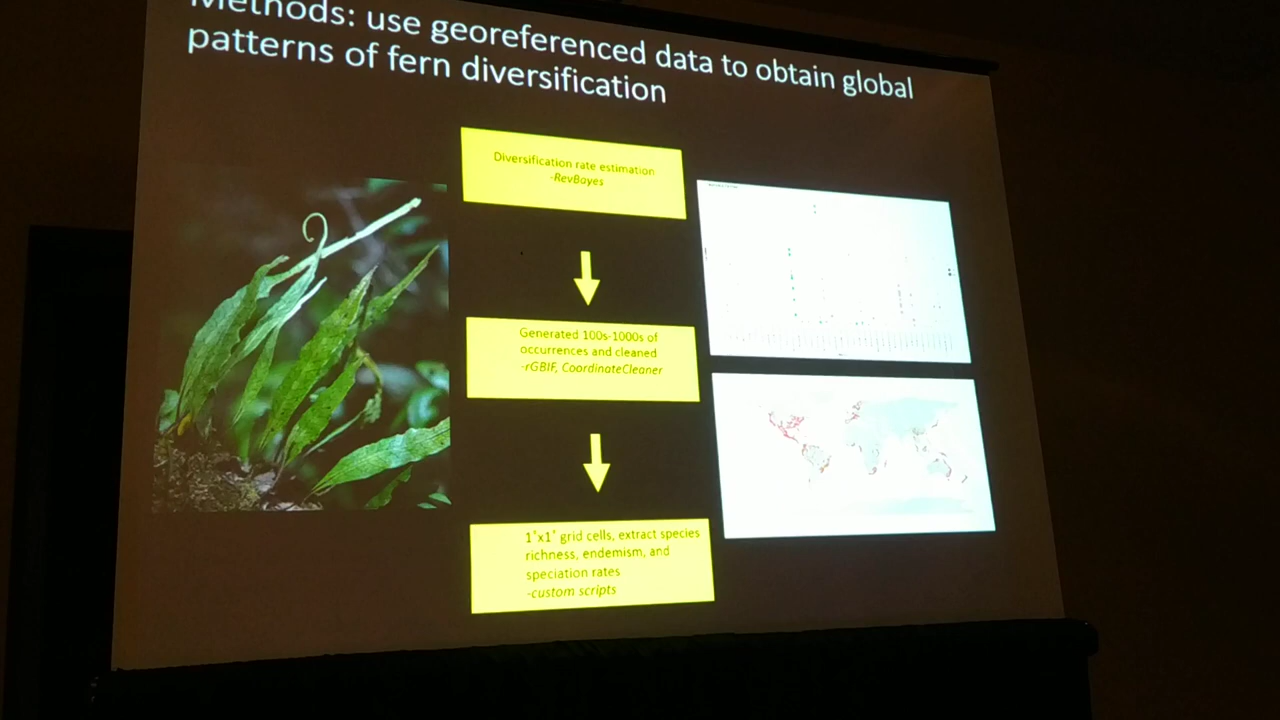 Methods: use georeferenced data to obtain global
patterns of fern diversification
Diversification rate estimation
-RevBayes
Generated 100s-1000s of
occurrences and cleaned
-rGBIF, CoordinateCleaner
1°x1° grid cells, extract species
richness, endemism, and
speciation rates
-custom scripts